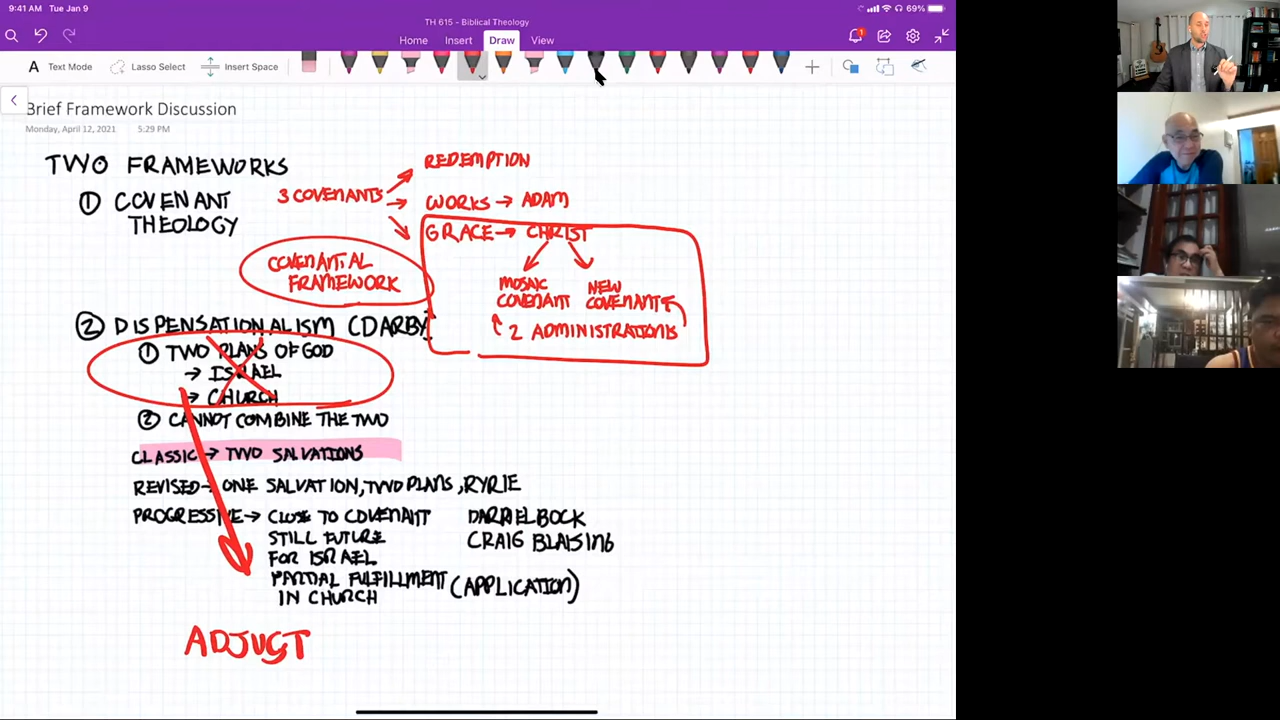 9:41 AM Tue Jan 9
69%
TH 615 - Biblical Theology
Home Insert Draw View
1
A Text Mode Lasso Select Insert Space
Brief Framework Discussion
Monday, April 12, 2021 5:29 PM
TWO FRAMEWORKS
① COVENANT
THEOLOGY
3 COVENANTS
REDEMPTION
WORKS → ADAM
GRACE → CHRIST
COVENANTAL
FRAMEWORK
MOSAIC
COVENANT
NEW
COVENANT
2 ADMINISTRATIONS
② DISPENSATIONALISM (DARBY)
① TWO PLANS OF GOD
→ ISRAEL
→ CHURCH
② CANNOT COMBINE THE TWO
CLASSIC → TWO SALVATIONS
REVISED → ONE SALVATION, TWO PLANS, RYRIE
PROGRESSIVE → CLOSE TO COVENANT
STILL FUTURE
FOR ISRAEL
PARTIAL FULFILLMENT (APPLICATION)
IN CHURCH
DARREL BOCK
CRAIG BLAISING
ADJUST